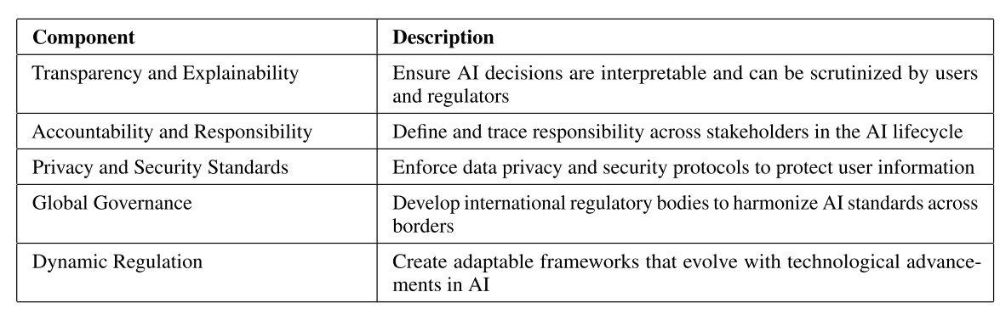 Component Description
Transparency and Explainability Ensure AI decisions are interpretable and can be scrutinized by users
and regulators
Accountability and Responsibility Define and trace responsibility across stakeholders in the AI lifecycle
Privacy and Security Standards Enforce data privacy and security protocols to protect user information
Global Governance Develop international regulatory bodies to harmonize AI standards across
borders
Dynamic Regulation Create adaptable frameworks that evolve with technological advance-
ments in AI